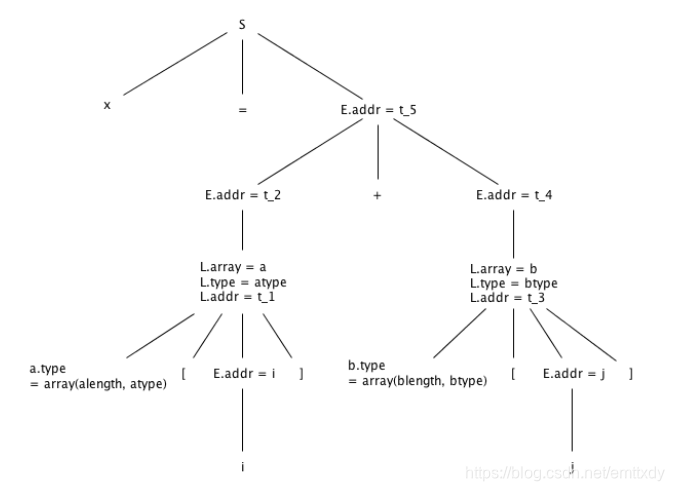 S
x
=
E.addr = t_5
E.addr = t_2
+
E.addr = t_4
L.array = a
L.type = atype
L.addr = t_1
L.array = b
L.type = btype
L.addr = t_3
a.type
= array(alength, atype)
[
E.addr = i
]
b.type
= array(blength, btype)
[
E.addr = j
]
i
j
https://blog.csdn.net/emttxdy